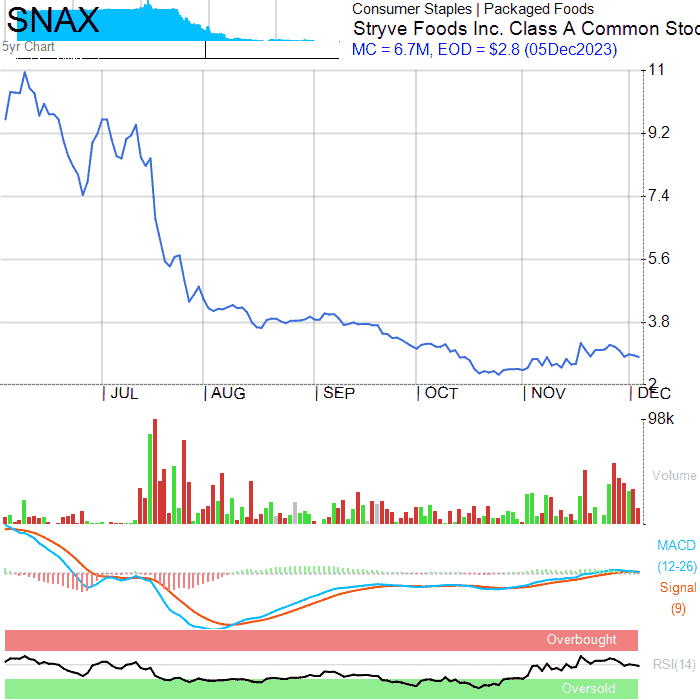 SNAX
Consumer Staples | Packaged Foods
Stryve Foods Inc. Class A Common Stoc
MC = 6.7M, EOD = $2.8 (05Dec2023)
5yr Chart
11
9.2
7.4
5.6
3.8
2
JUL AUG SEP OCT NOV DEC
98k
Volume
MACD
(12-26)
Signal
(9)
Overbought
RSI(14)
Oversold